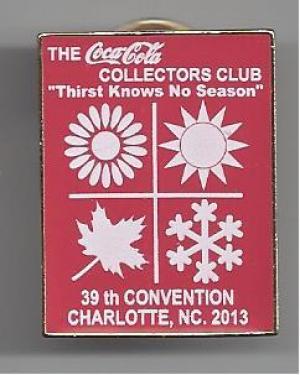 THE Coca-Cola
COLLECTORS CLUB
"Thirst Knows No Season"
39 th CONVENTION
CHARLOTTE, NC. 2013